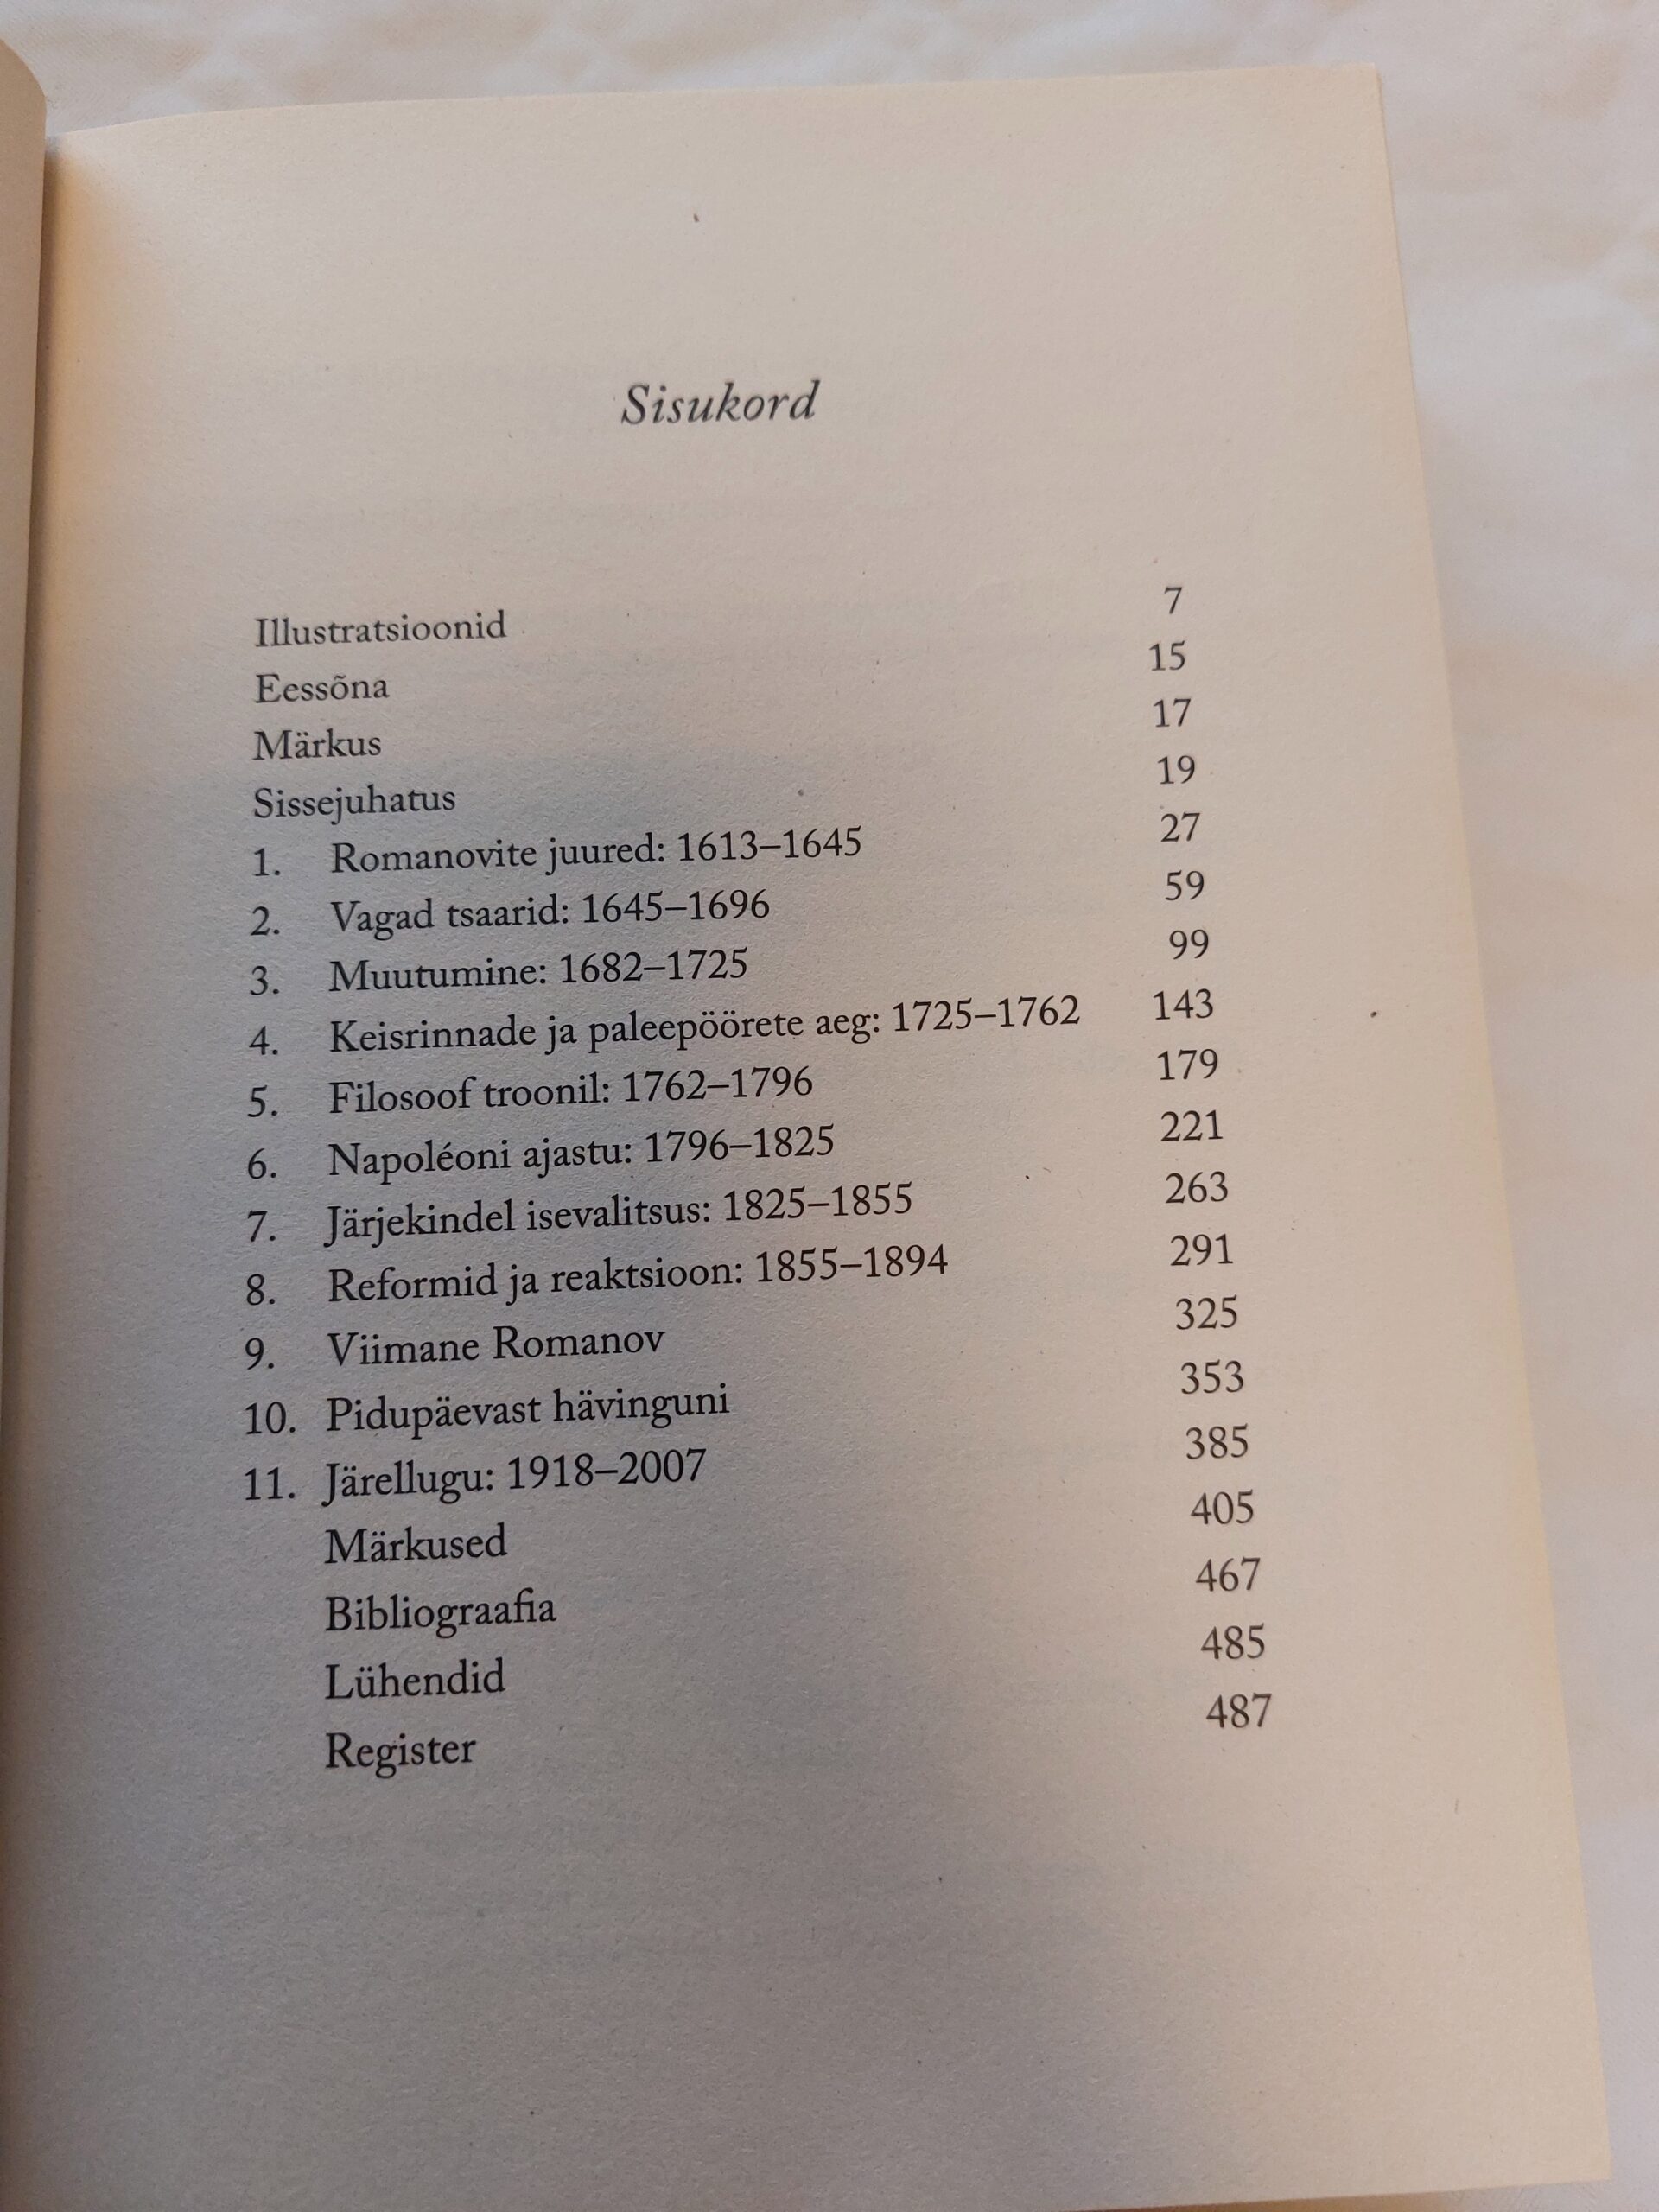 Sisukord
Illustratsioonid 7
Eessõna 15
Märkus 17
Sissejuhatus 19
1. Romanovite juured: 1613–1645 27
2. Vagad tsaarid: 1645–1696 59
3. Muutumine: 1682–1725 99
4. Keisrinnade ja paleepöörete aeg: 1725–1762 143
5. Filosoof troonil: 1762–1796 179
6. Napoléoni ajastu: 1796–1825 221
7. Järjekindel isevalitsus: 1825–1855 263
8. Reformid ja reaktsioon: 1855–1894 291
9. Viimane Romanov 325
10. Pidupäevast hävinguni 353
11. Järellugu: 1918–2007 385
Märkused 405
Bibliograafia 467
Lühendid 485
Register 487